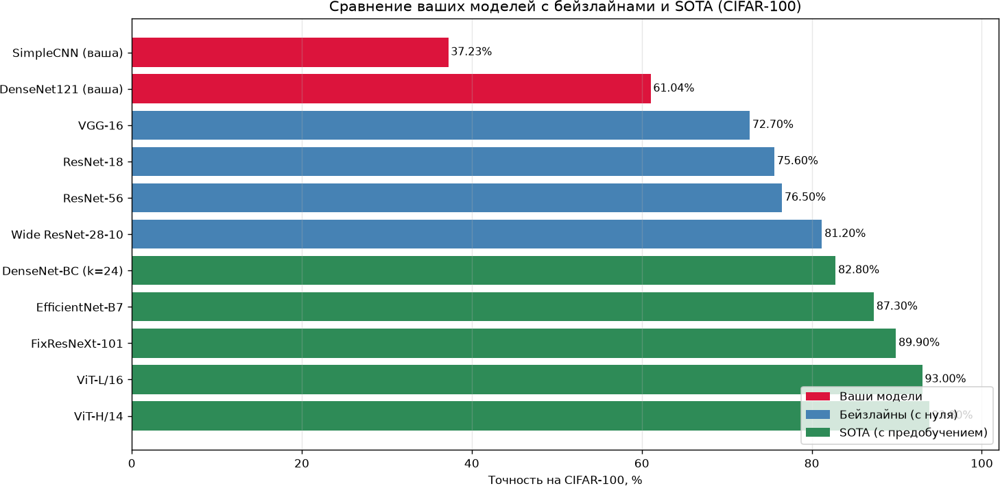 Сравнение ваших моделей с бейзлайнами и SOTA (CIFAR-100)
SimpleCNN (ваша) 37.23%
DenseNet121 (ваша) 61.04%
VGG-16 72.70%
ResNet-18 75.60%
ResNet-56 76.50%
Wide ResNet-28-10 81.20%
DenseNet-BC (k=24) 82.80%
EfficientNet-B7 87.30%
FixResNeXt-101 89.90%
ViT-L/16 93.00%
ViT-H/14
Ваши модели
Бейзлайны (с нуля)
SOTA (с предобучением)
0 20 40 60 80 100
Точность на CIFAR-100, %